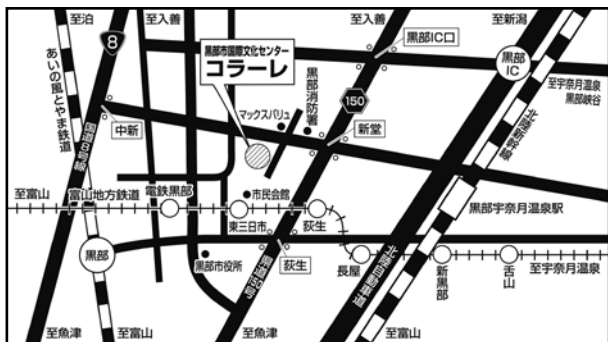 至泊
至入善
至入善
至新潟
8
黒部市国際文化センター
コラーレ
黒部IC口
黒部IC
あいの風とやま鉄道
至宇奈月温泉
黒部峡谷
150
黒部消防署
マックスバリュ
北陸新幹線
国道8号線
中新
新堂
至富山
富山地方鉄道
電鉄黒部
市民会館
黒部宇奈月温泉駅
東三日市
荻生
黒部
黒部市役所
荻生
長屋
新黒部
舌山
至宇奈月温泉
北陸自動車道
至魚津
至富山
至魚津
至富山